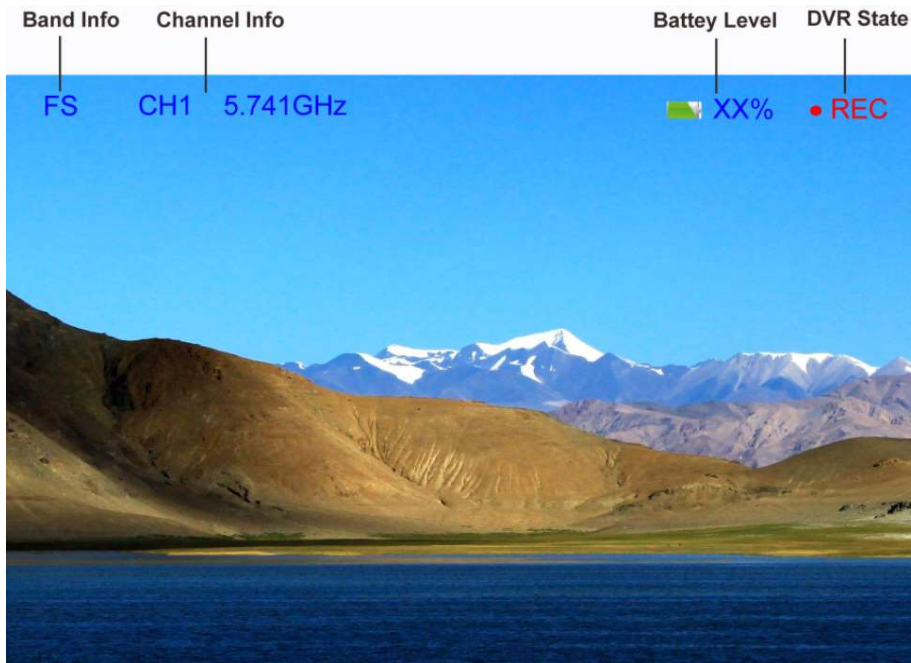 Band Info Channel Info Battey Level DVR State
FS CH1 5.741GHz XX% REC